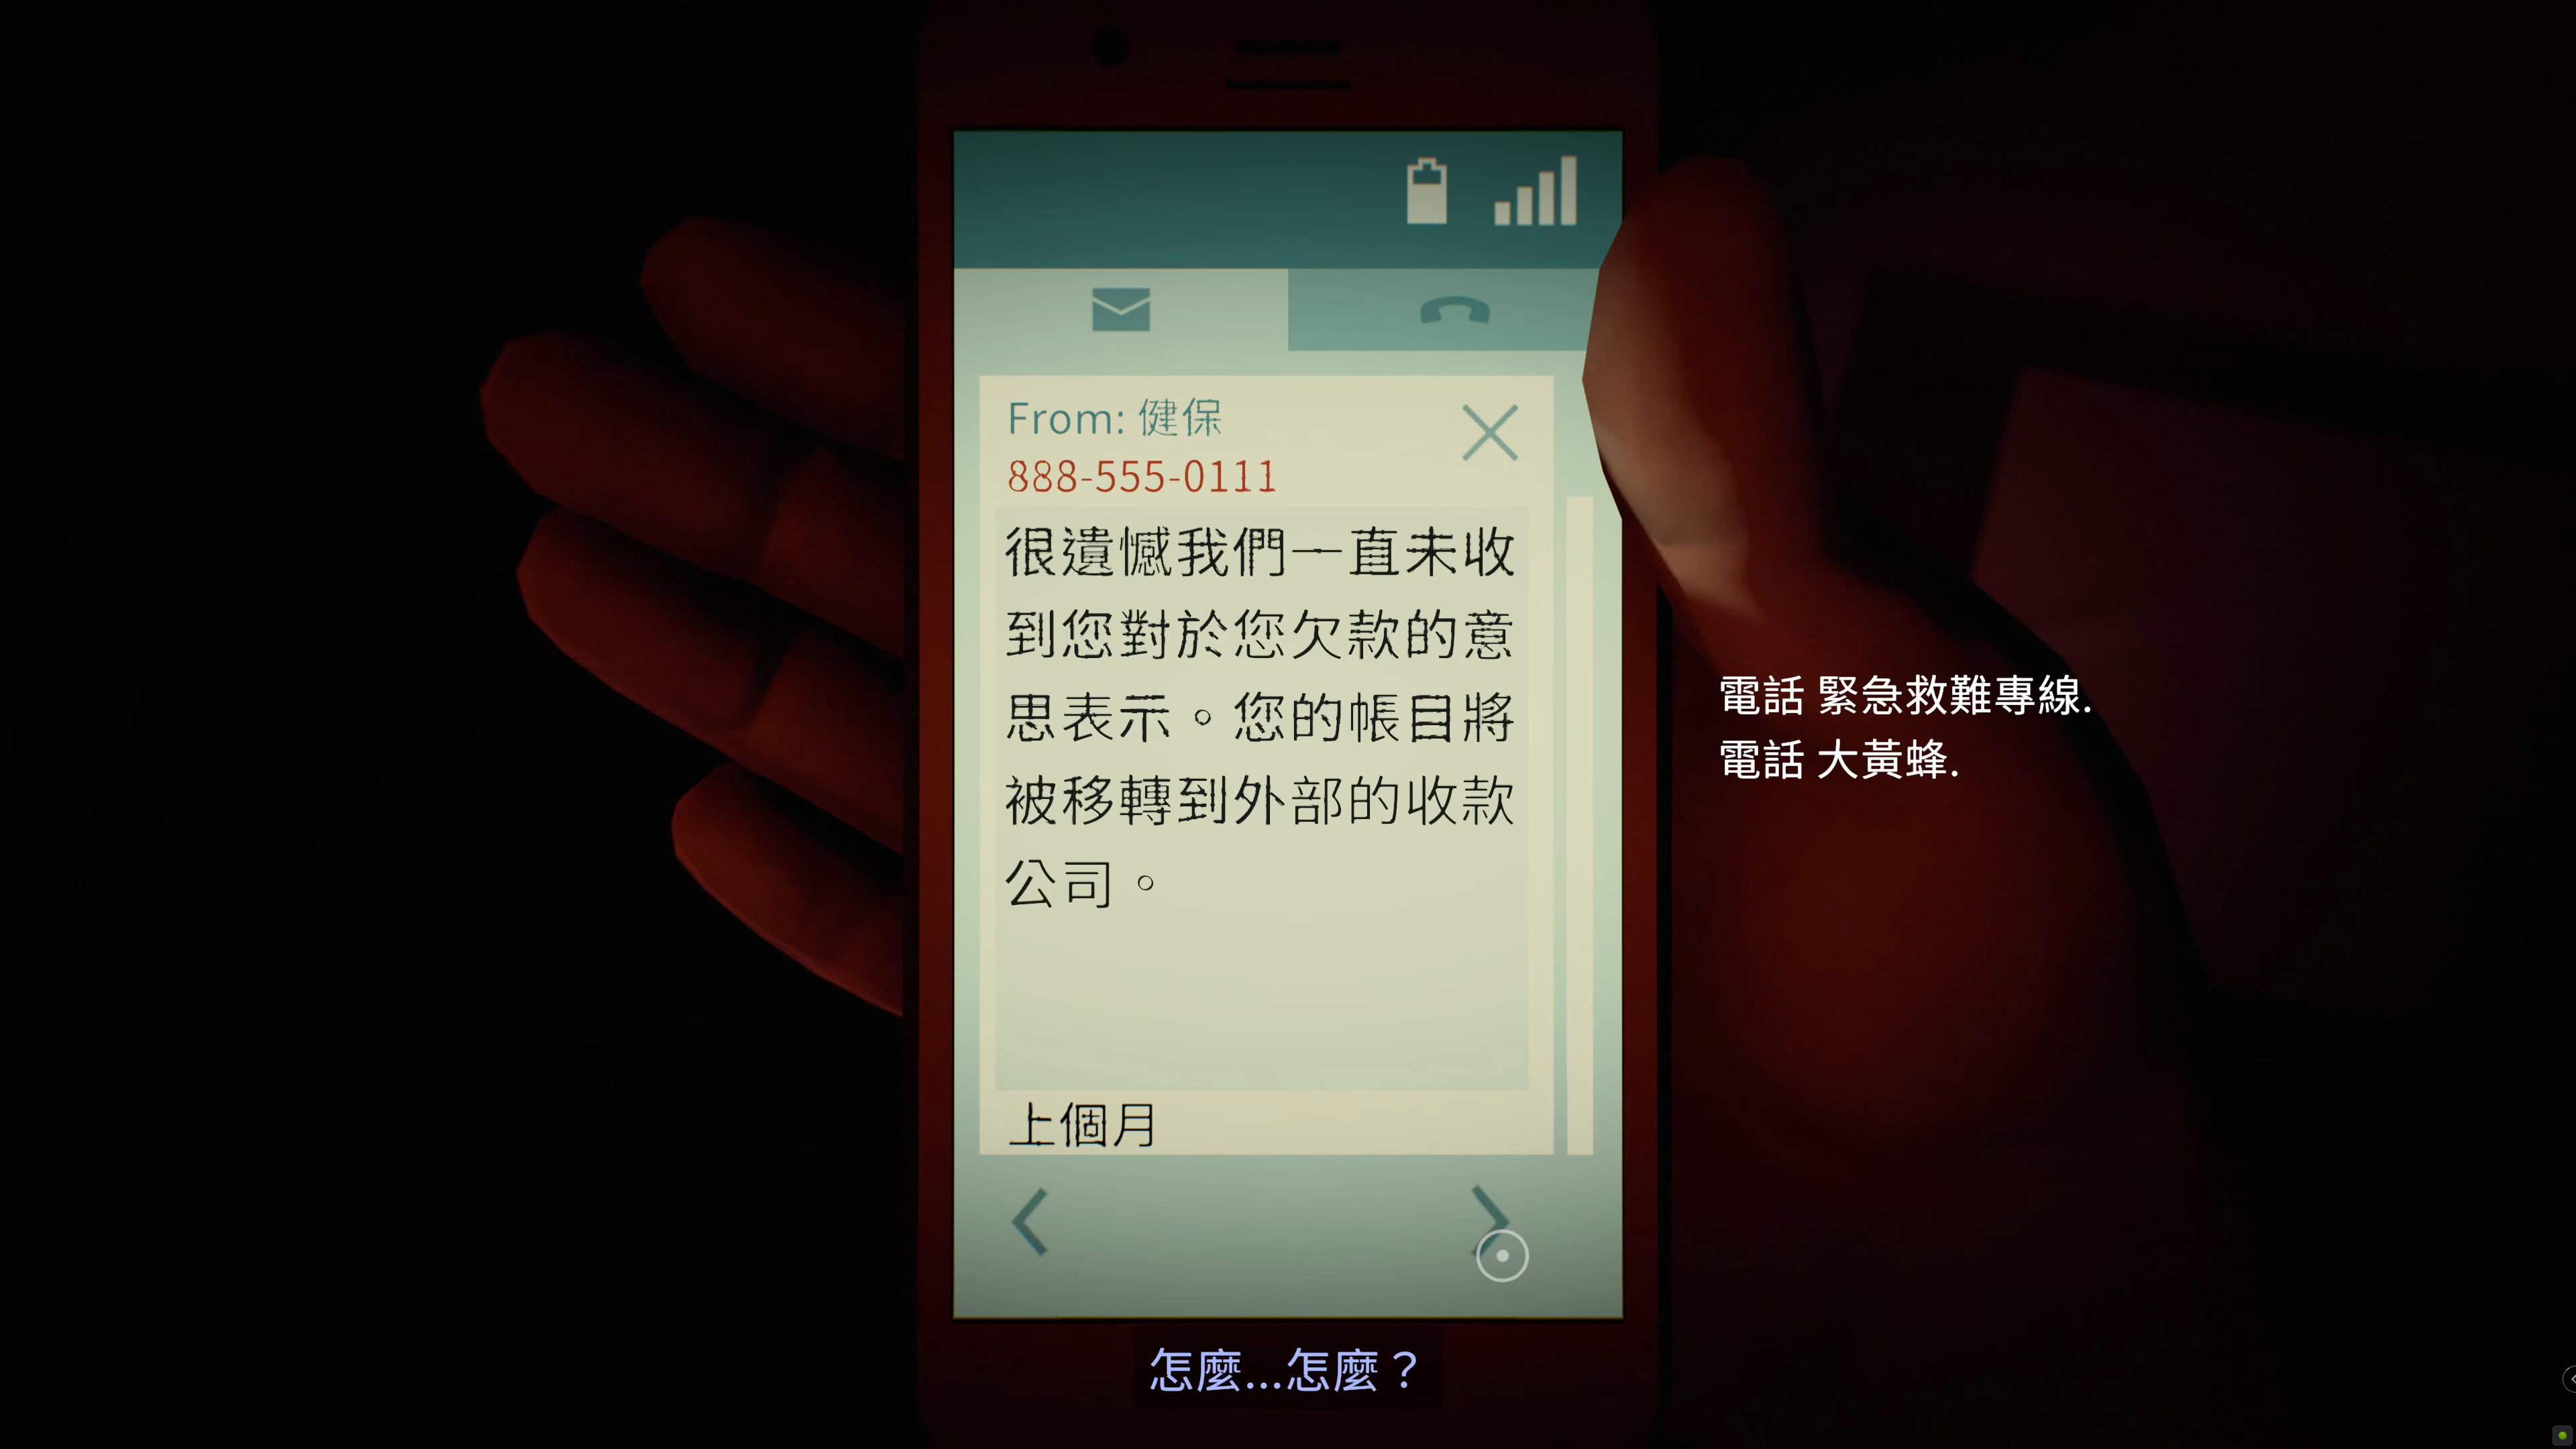 From: 健保
888-555-0111
很遺憾我們一直未收
到您對於您欠款的意
思表示。您的帳目將
被移轉到外部的收款
公司。
上個月
電話 緊急救難專線.
電話 大黃蜂.
怎麼...怎麼？